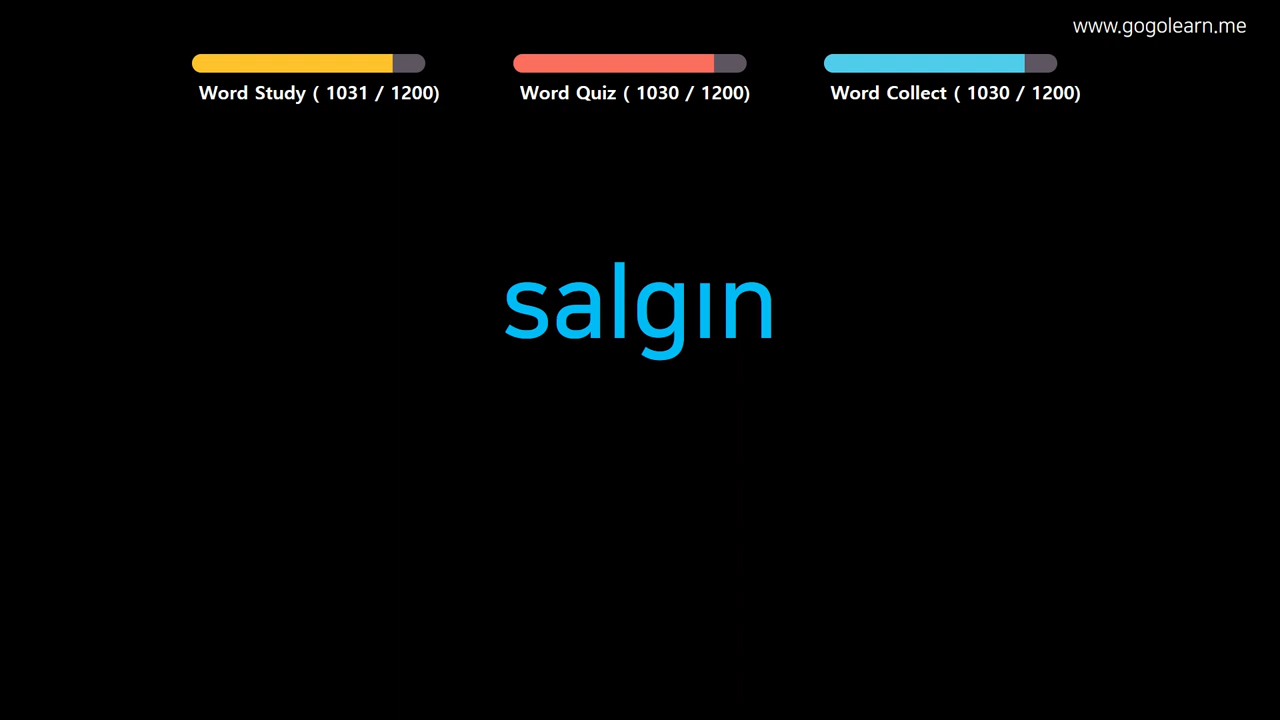 www.gogolearn.me
Word Study ( 1031 / 1200)
Word Quiz ( 1030 / 1200)
Word Collect ( 1030 / 1200)
salgın